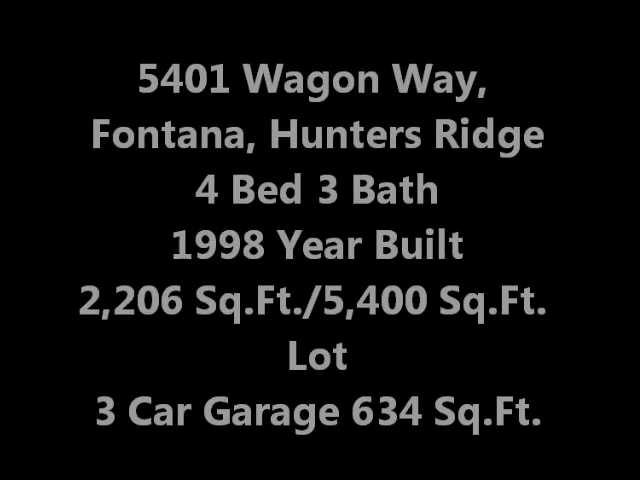 5401 Wagon Way,
Fontana, Hunters Ridge
4 Bed 3 Bath
1998 Year Built
2,206 Sq.Ft./5,400 Sq.Ft.
Lot
3 Car Garage 634 Sq.Ft.